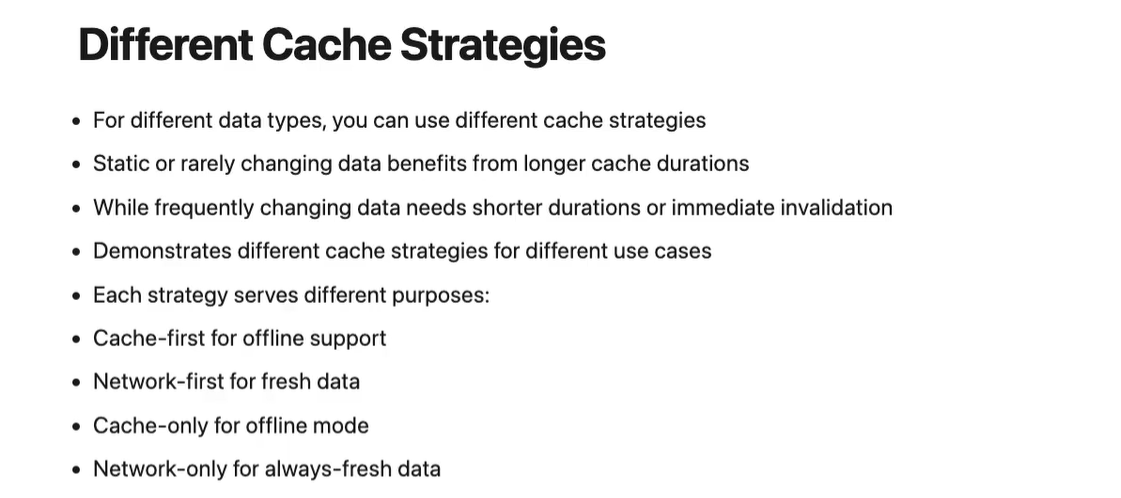 Different Cache Strategies
• For different data types, you can use different cache strategies
• Static or rarely changing data benefits from longer cache durations
• While frequently changing data needs shorter durations or immediate invalidation
• Demonstrates different cache strategies for different use cases
• Each strategy serves different purposes:
• Cache-first for offline support
• Network-first for fresh data
• Cache-only for offline mode
• Network-only for always-fresh data